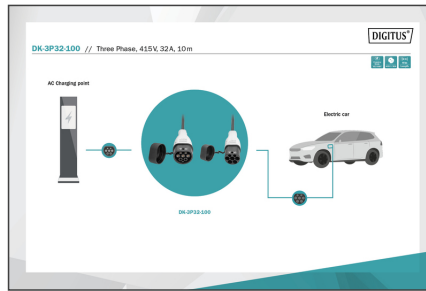 DIGITUS®
DK-3P32-100 // Three Phase, 415V, 32A, 10m
AC Charging point
Electric car
DK-3P32-100